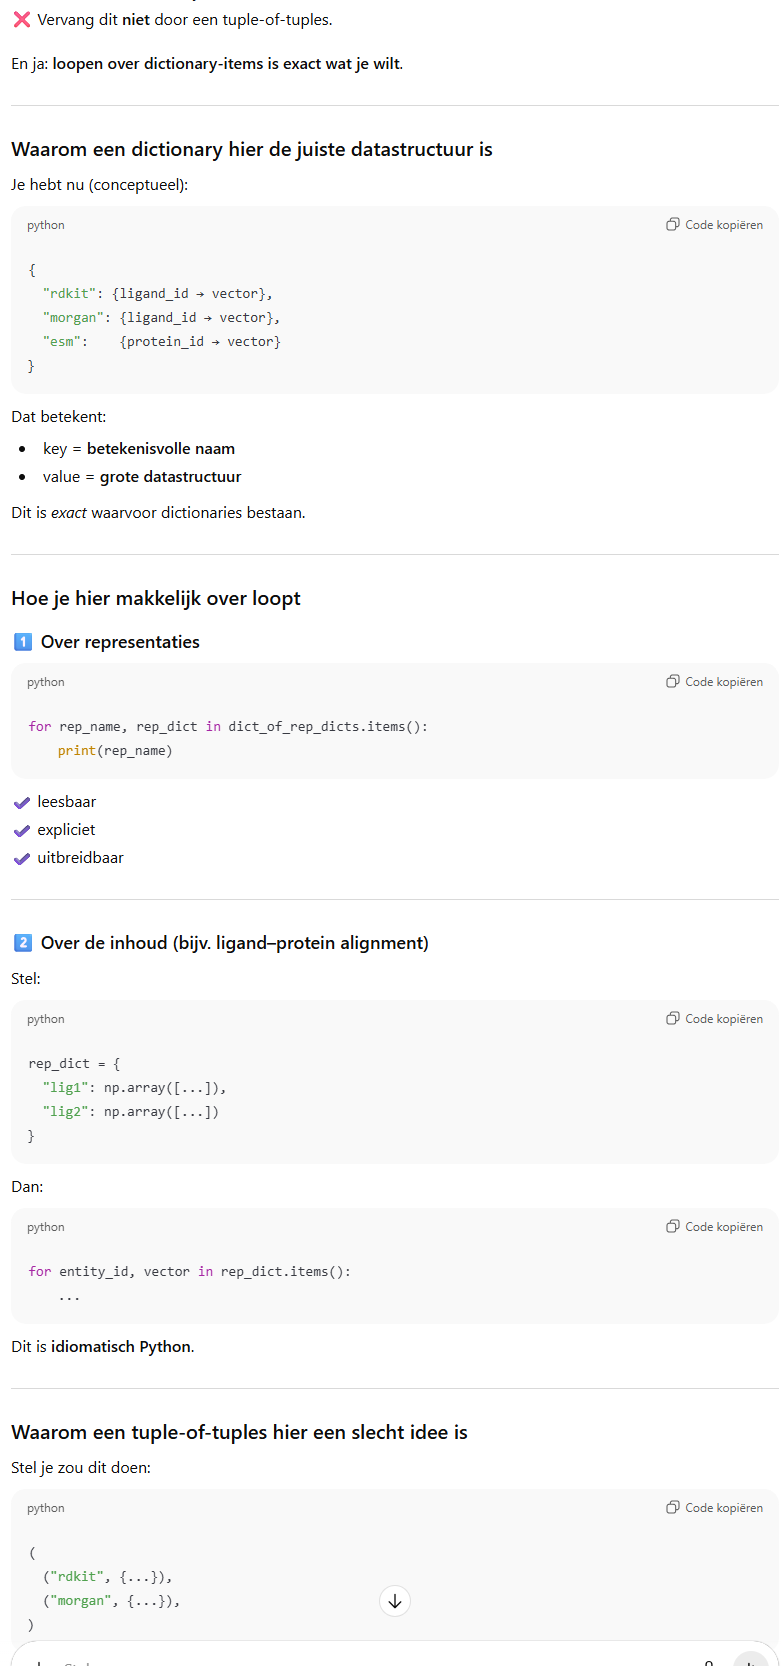 ❌ Vervang dit niet door een tuple-of-tuples.
En ja: loopen over dictionary-items is exact wat je wilt.
Waarom een dictionary hier de juiste datastructuur is
Je hebt nu (conceptueel):
python Code kopiëren
{
"rdkit": {ligand_id → vector},
"morgan": {ligand_id → vector},
"esm": {protein_id → vector}
}
Dat betekent:
• key = betekenisvolle naam
• value = grote datastructuur
Dit is exact waarvoor dictionaries bestaan.
Hoe je hier makkelijk over loopt
1️⃣ Over representaties
python Code kopiëren
for rep_name, rep_dict in dict_of_rep_dicts.items():
print(rep_name)
✔ leesbaar
✔ expliciet
✔ uitbreidbaar
2️⃣ Over de inhoud (bijv. ligand–protein alignment)
Stel:
python Code kopiëren
rep_dict = {
"lig1": np.array([...]),
"lig2": np.array([...])
}
Dan:
python Code kopiëren
for entity_id, vector in rep_dict.items():
...
Dit is idiomatisch Python.
Waarom een tuple-of-tuples hier een slecht idee is
Stel je zou dit doen:
python Code kopiëren
(
("rdkit", {...}),
("morgan", {...}),
)